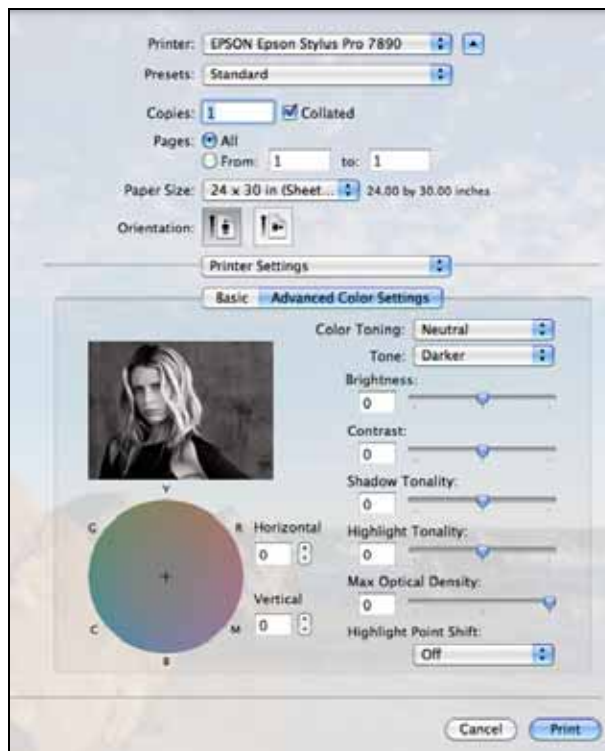 Printer: EPSON Epson Stylus Pro 7890
Presets: Standard
Copies: 1 Collated
Pages: All
From: 1 to: 1
Paper Size: 24 x 30 in (Sheet... 24.00 by 30.00 inches
Orientation:
Printer Settings
Basic Advanced Color Settings
Color Toning: Neutral
Tone: Darker
Brightness:
0
Contrast:
0
Shadow Tonality:
0
Highlight Tonality:
0
Max Optical Density:
0
Highlight Point Shift:
Off
Y
G R
C M
B
Horizontal
0
Vertical
0
Cancel Print